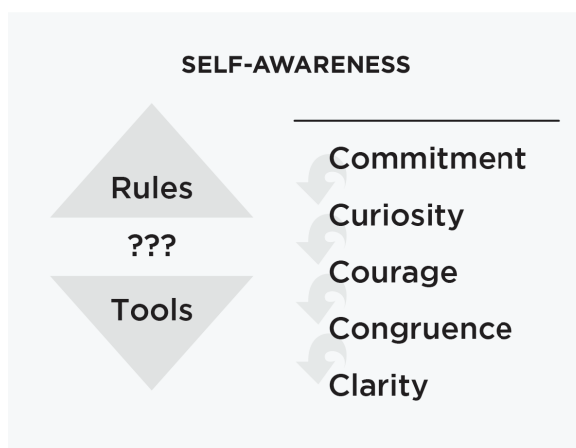 SELF-AWARENESS
Rules
???
Tools
Commitment
Curiosity
Courage
Congruence
Clarity